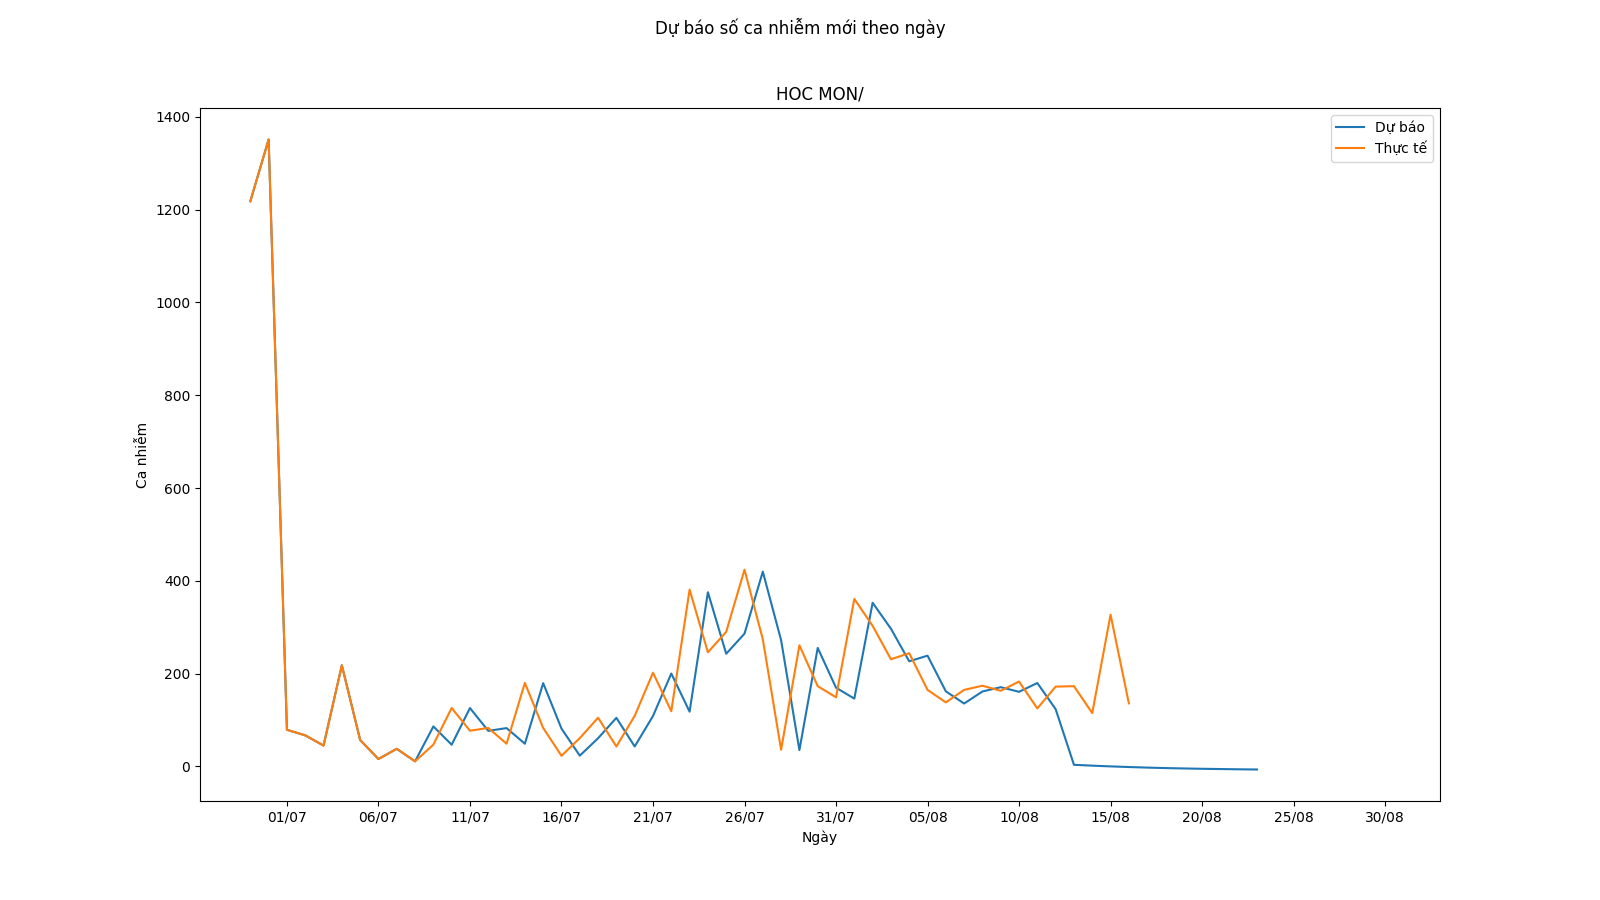 Dự báo số ca nhiễm mới theo ngày
HOC MON/
Dự báo
Thực tế
1400
1200
1000
800
600
400
200
0
Ca nhiễm
01/07 06/07 11/07 16/07 21/07 26/07 31/07 05/08 10/08 15/08 20/08 25/08 30/08
Ngày